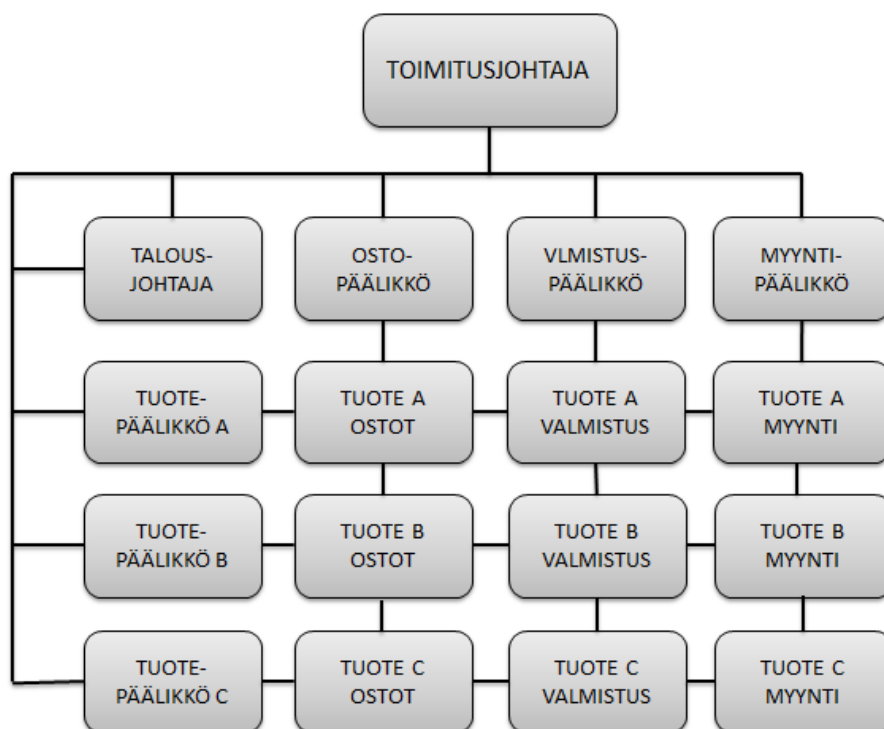 TOIMITUSJOHTAJA
TALOUS-
JOHTAJA
OSTO-
PÄÄLIKKÖ
VLMISTUS-
PÄÄLIKKÖ
MYYNTI-
PÄÄLIKKÖ
TUOTE-
PÄÄLIKKÖ A
TUOTE A
OSTOT
TUOTE A
VALMISTUS
TUOTE A
MYYNTI
TUOTE-
PÄÄLIKKÖ B
TUOTE B
OSTOT
TUOTE B
VALMISTUS
TUOTE B
MYYNTI
TUOTE-
PÄÄLIKKÖ C
TUOTE C
OSTOT
TUOTE C
VALMISTUS
TUOTE C
MYYNTI